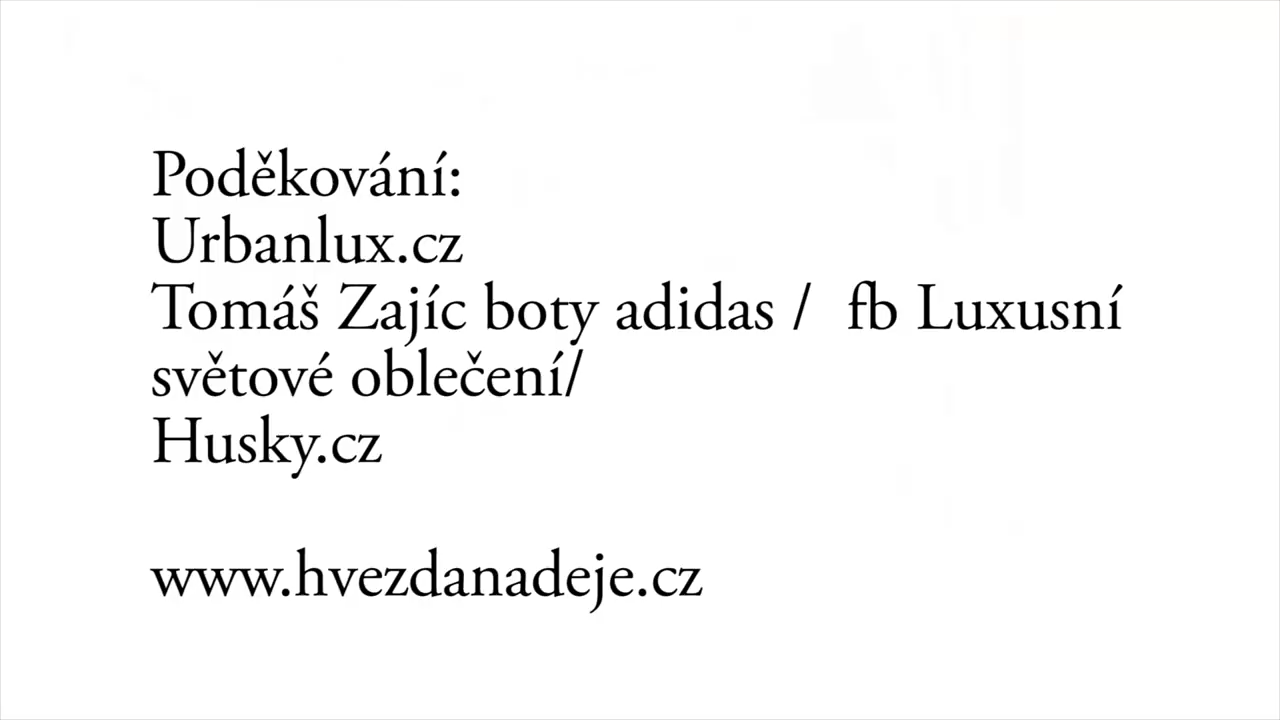 Poděkování:
Urbanlux.cz
Tomáš Zajíc boty adidas /  fb Luxusní
světové oblečení/
Husky.cz
www.hvezdanadeje.cz